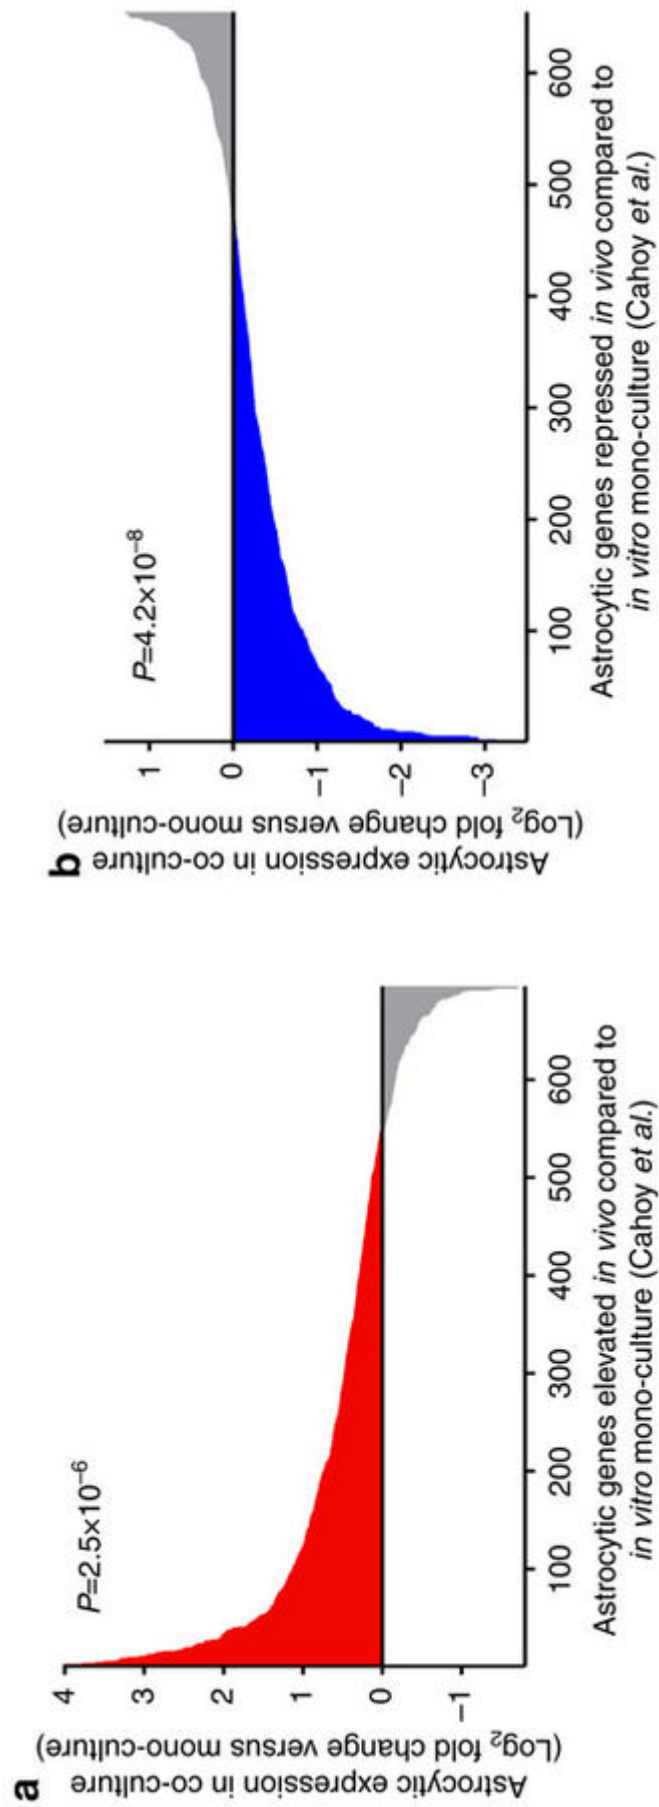 a
Astrocytic expression in co-culture
(Log₂ fold change versus mono-culture)
4
3
2
1
0
–1
P=2.5×10⁻⁶
100
200
300
400
500
600
Astrocytic genes elevated in vivo compared to
in vitro mono-culture (Cahoy et al.)
b
Astrocytic expression in co-culture
(Log₂ fold change versus mono-culture)
1
0
–1
–2
–3
P=4.2×10⁻⁸
100
200
300
400
500
600
Astrocytic genes repressed in vivo compared to
in vitro mono-culture (Cahoy et al.)